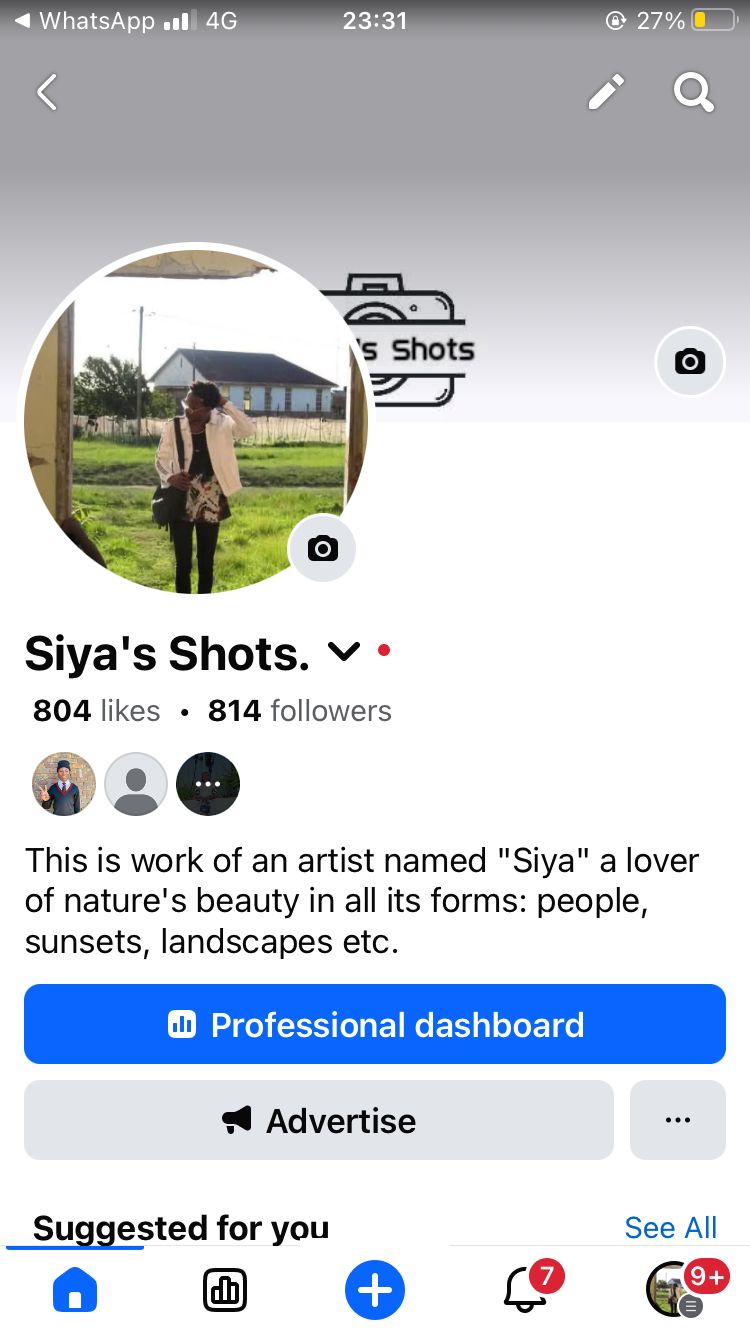 WhatsApp 4G 23:31 27%
's Shots
Siya's Shots.
804 likes • 814 followers
This is work of an artist named "Siya" a lover
of nature's beauty in all its forms: people,
sunsets, landscapes etc.
Professional dashboard
Advertise
Suggested for you See All
7 9+